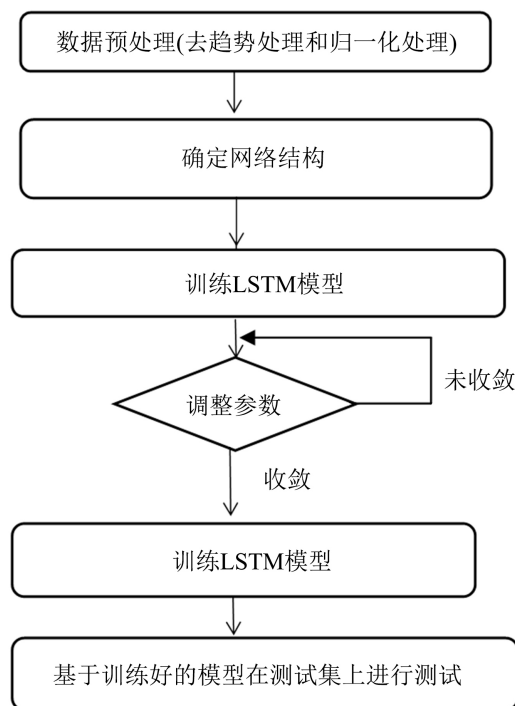 数据预处理(去趋势处理和归一化处理)
确定网络结构
训练LSTM模型
调整参数
未收敛
收敛
训练LSTM模型
基于训练好的模型在测试集上进行测试